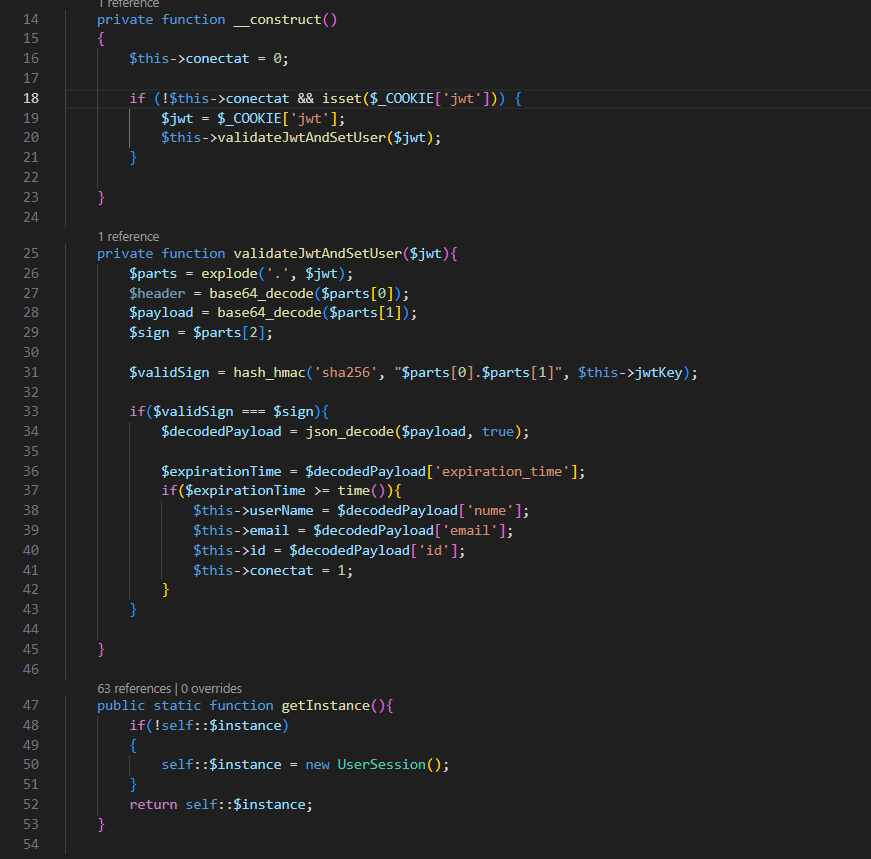 1 reference
14 private function __construct()
15 {
16 $this->conectat = 0;
17
18 if (!$this->conectat && isset($_COOKIE['jwt'])) {
19 $jwt = $_COOKIE['jwt'];
20 $this->validateJwtAndSetUser($jwt);
21 }
22
23 }
24
1 reference
25 private function validateJwtAndSetUser($jwt){
26 $parts = explode('.', $jwt);
27 $header = base64_decode($parts[0]);
28 $payload = base64_decode($parts[1]);
29 $sign = $parts[2];
30
31 $validSign = hash_hmac('sha256', "$parts[0].$parts[1]", $this->jwtKey);
32
33 if($validSign === $sign){
34 $decodedPayload = json_decode($payload, true);
35
36 $expirationTime = $decodedPayload['expiration_time'];
37 if($expirationTime >= time()){
38 $this->userName = $decodedPayload['nume'];
39 $this->email = $decodedPayload['email'];
40 $this->id = $decodedPayload['id'];
41 $this->conectat = 1;
42 }
43 }
44
45 }
46
63 references | 0 overrides
47 public static function getInstance(){
48 if(!self::$instance)
49 {
50 self::$instance = new UserSession();
51 }
52 return self::$instance;
53 }
54